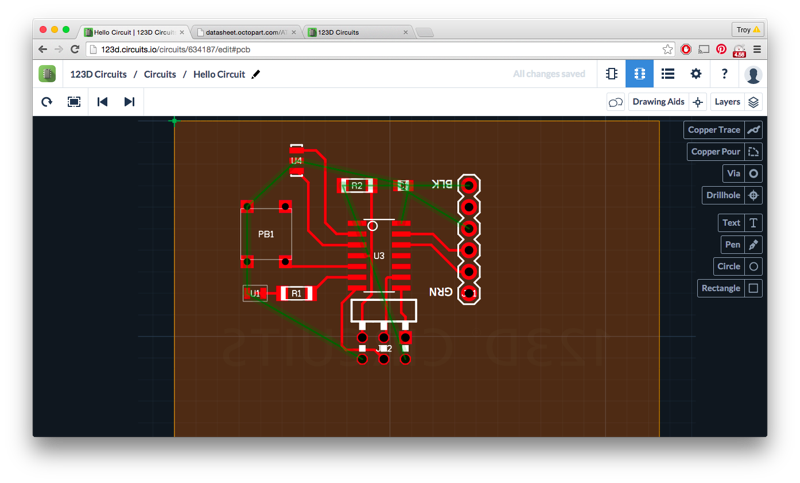 Hello Circuit | 123D Circuits
datasheet.octopart.com/A
123D Circuits
Troy
123d.circuits.io/circuits/634187/edit#pcb
123D Circuits / Circuits / Hello Circuit
All changes saved
?
Drawing Aids
Layers
Copper Trace
Copper Pour
Via
Drillhole
Text
T
Pen
Circle
Rectangle
U4
R2
BLK
PB1
U3
U1
R1
GRN
123D C